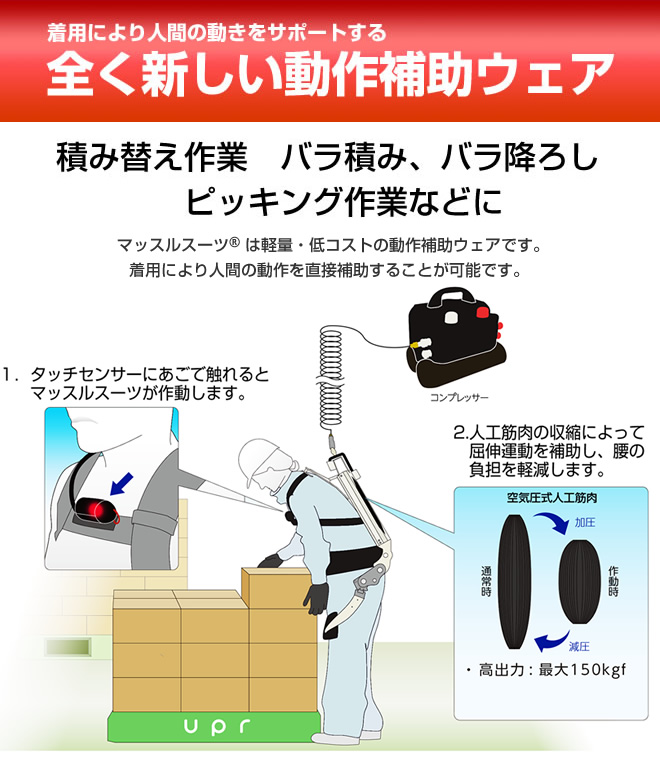 着用により人間の動きをサポートする
全く新しい動作補助ウェア
積み替え作業　バラ積み、バラ降ろし
ピッキング作業などに
マッスルスーツ® は軽量・低コストの動作補助ウェアです。
着用により人間の動作を直接補助することが可能です。
コンプレッサー
1．タッチセンサーにあごで触れると
マッスルスーツが作動します。
2.人工筋肉の収縮によって
屈伸運動を補助し、腰の
負担を軽減します。
空気圧式人工筋肉
加圧
通常時
作動時
減圧
・高出力：最大150kgf
upr